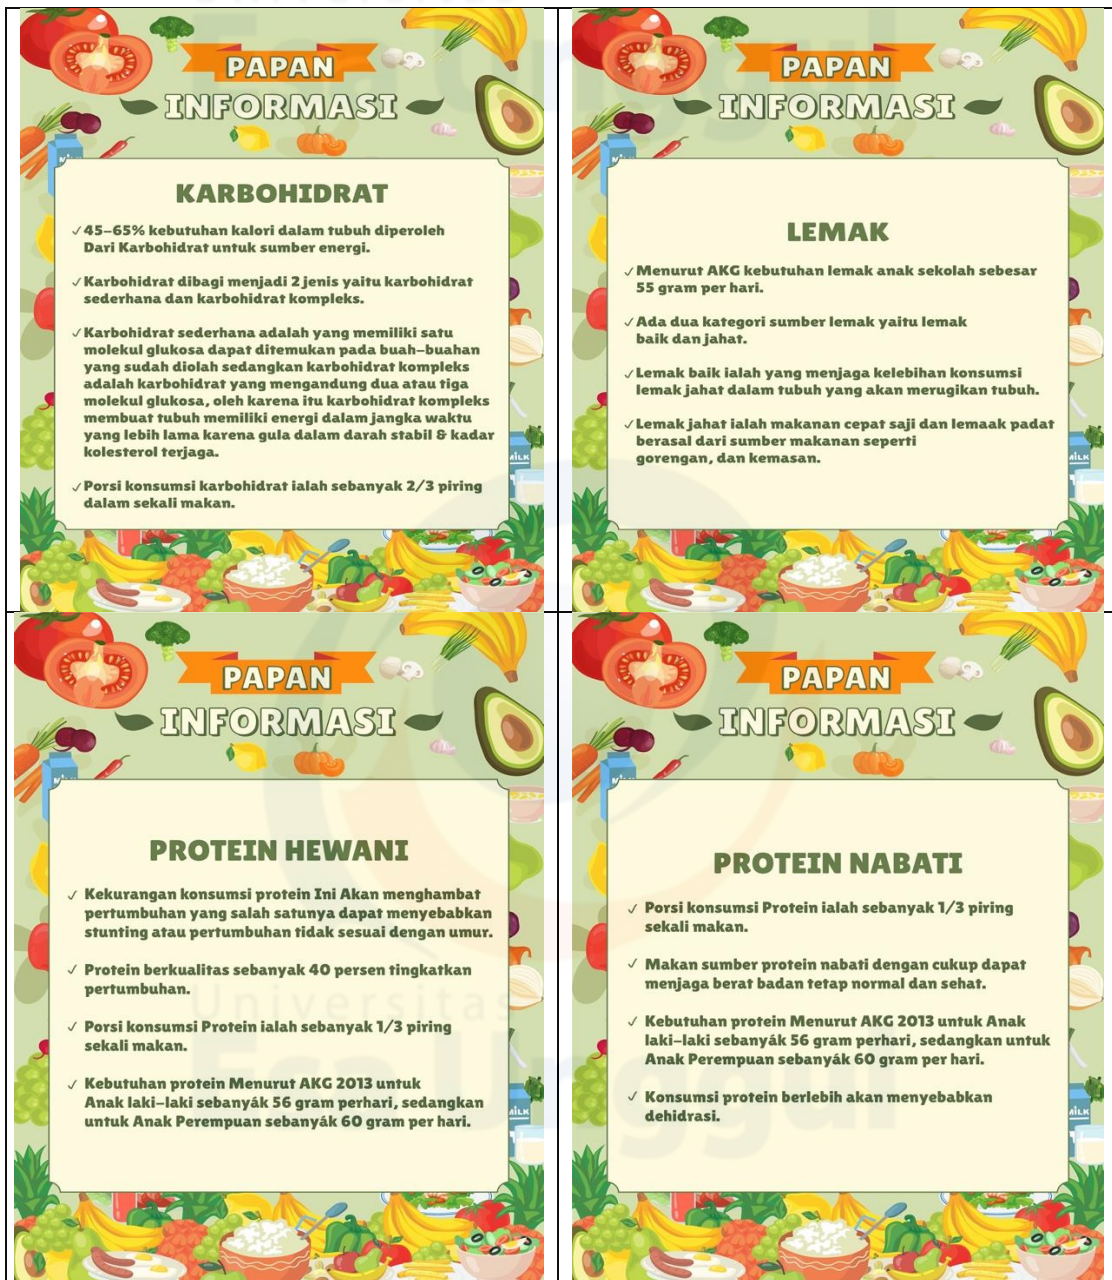 PAPAN
INFORMASI
KARBOHIDRAT
✓ 45–65% kebutuhan kalori dalam tubuh diperoleh
Dari Karbohidrat untuk sumber energi.
✓ Karbohidrat dibagi menjadi 2 jenis yaitu karbohidrat
sederhana dan karbohidrat kompleks.
✓ Karbohidrat sederhana adalah yang memiliki satu
molekul glukosa dapat ditemukan pada buah–buahan
yang sudah diolah sedangkan karbohidrat kompleks
adalah karbohidrat yang mengandung dua atau tiga
molekul glukosa, oleh karena itu karbohidrat kompleks
membuat tubuh memiliki energi dalam jangka waktu
yang lebih lama karena gula dalam darah stabil & kadar
kolesterol terjaga.
✓ Porsi konsumsi karbohidrat ialah sebanyak 2/3 piring
dalam sekali makan.
MILK
PAPAN
INFORMASI
LEMAK
✓ Menurut AKG kebutuhan lemak anak sekolah sebesar
55 gram per hari.
✓ Ada dua kategori sumber lemak yaitu lemak
baik dan jahat.
✓ Lemak baik ialah yang menjaga kelebihan konsumsi
lemak jahat dalam tubuh yang akan merugikan tubuh.
✓ Lemak jahat ialah makanan cepat saji dan lemaak padat
berasal dari sumber makanan seperti
gorengan, dan kemasan.
MILK
PAPAN
INFORMASI
PROTEIN HEWANI
✓ Kekurangan konsumsi protein Ini Akan menghambat
pertumbuhan yang salah satunya dapat menyebabkan
stunting atau pertumbuhan tidak sesuai dengan umur.
✓ Protein berkualitas sebanyak 40 persen tingkatkan
pertumbuhan.
✓ Porsi konsumsi Protein ialah sebanyak 1/3 piring
sekali makan.
✓ Kebutuhan protein Menurut AKG 2013 untuk
Anak laki–laki sebanyák 56 gram perhari, sedangkan
untuk Anak Perempuan sebanyák 60 gram per hari.
MILK
PAPAN
INFORMASI
PROTEIN NABATI
✓ Porsi konsumsi Protein ialah sebanyak 1/3 piring
sekali makan.
✓ Makan sumber protein nabati dengan cukup dapat
menjaga berat badan tetap normal dan sehat.
✓ Kebutuhan protein Menurut AKG 2013 untuk Anak
laki–laki sebanyák 56 gram perhari, sedangkan untuk
Anak Perempuan sebanyák 60 gram per hari.
✓ Konsumsi protein berlebih akan menyebabkan
dehidrasi.
MILK
Universitas
Esa Unggul